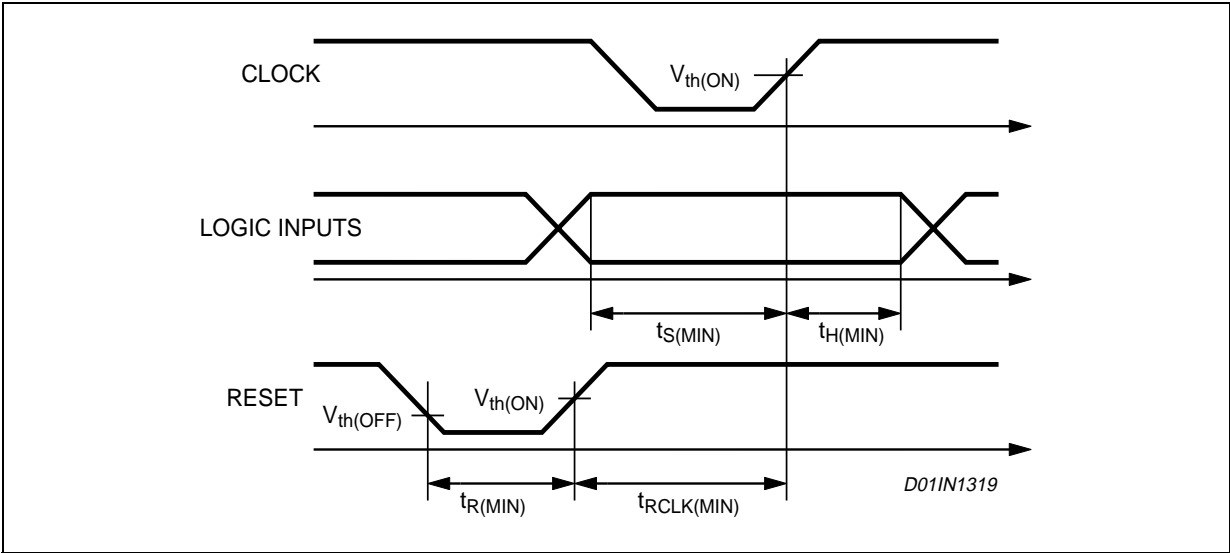 CLOCK
Vth(ON)
LOGIC INPUTS
tS(MIN)
tH(MIN)
RESET
Vth(OFF)
Vth(ON)
tR(MIN)
tRCLK(MIN)
D01IN1319